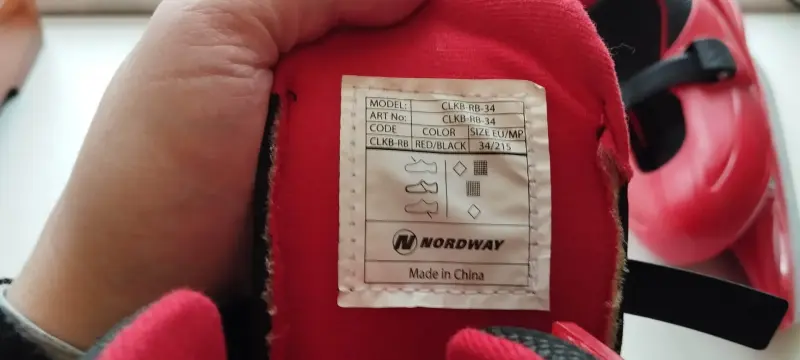 MODEL: CLKB-RB-34
ART No: CLKB-RB-34
CODE COLOR SIZE EU/MP
CLKB-RB RED/BLACK 34/215
N NORDWAY
Made in China